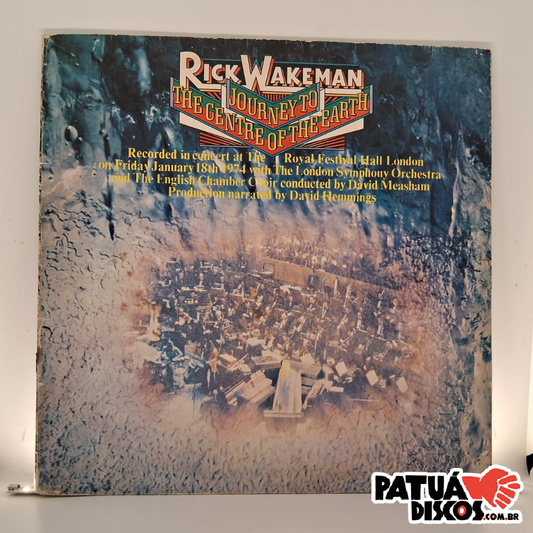 RICK WAKEMAN
JOURNEY TO
THE CENTRE OF THE EARTH
Recorded in concert at The Royal Festival Hall London
on Friday January 18th 1974 with The London Symphony Orchestra
and The English Chamber Choir conducted by David Measham
Production narrated by David Hemmings
PATUÁ
DISCOS.COM.BR